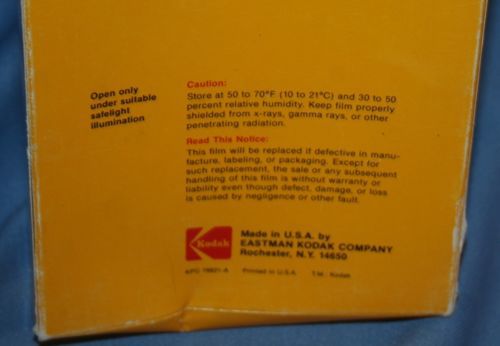 Open only
under suitable
safelight
illumination
Caution:
Store at 50 to 70°F (10 to 21°C) and 30 to 50
percent relative humidity. Keep film properly
shielded from x-rays, gamma rays, or other
penetrating radiation.
Read This Notice:
This film will be replaced if defective in manu-
facture, labeling, or packaging. Except for
such replacement, the sale or any subsequent
handling of this film is without warranty or
liability even though defect, damage, or loss
is caused by negligence or other fault.
Kodak
Made in U.S.A. by
EASTMAN KODAK COMPANY
Rochester, N.Y. 14650
Printed in U.S.A. T.M. Kodak